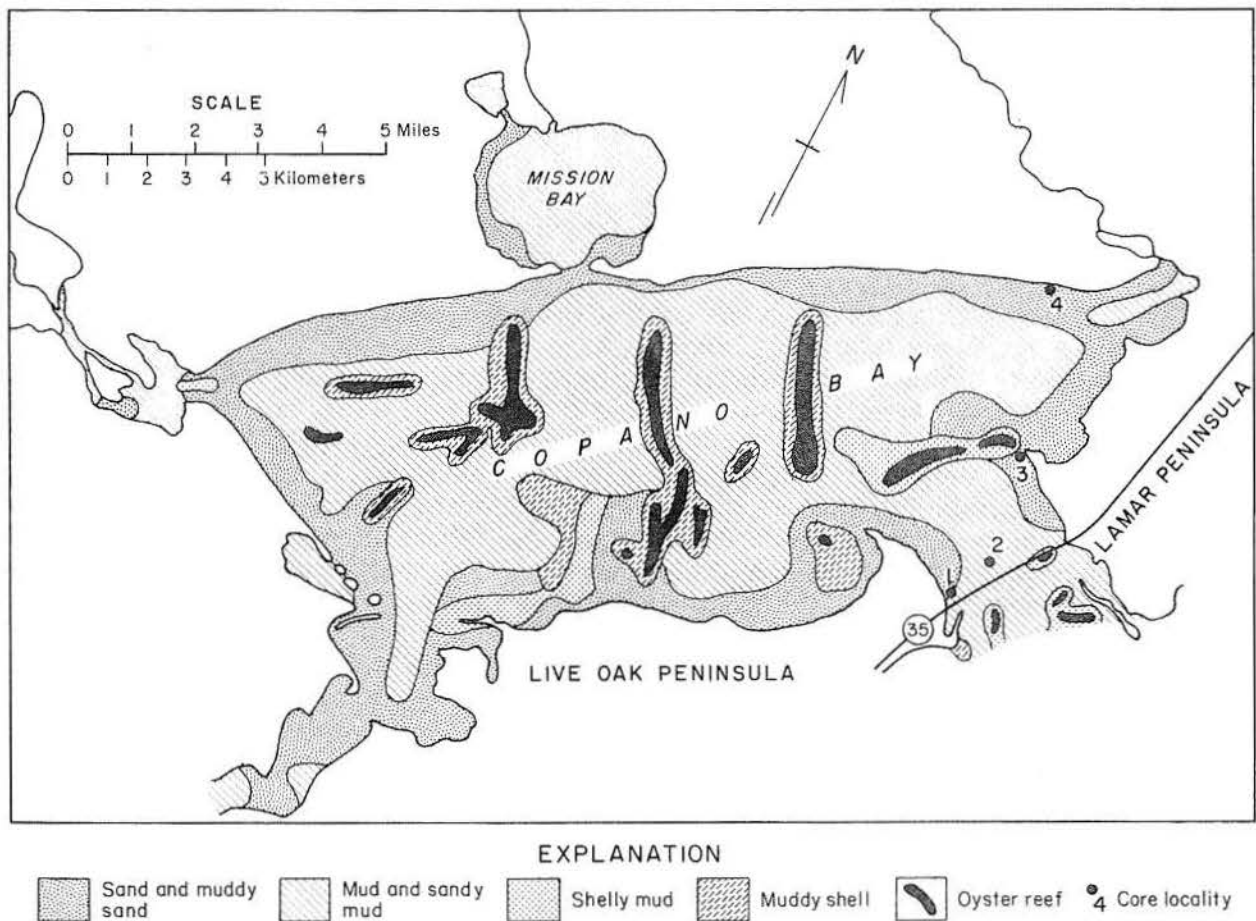 SCALE
0 1 2 3 4 5 Miles
0 1 2 3 4 5 Kilometers
N
MISSION
BAY
4
COPANO BAY
3
2
1
35
LAMAR PENINSULA
LIVE OAK PENINSULA
EXPLANATION
Sand and muddy
sand
Mud and sandy
mud
Shelly mud
Muddy shell
Oyster reef
4 Core locality